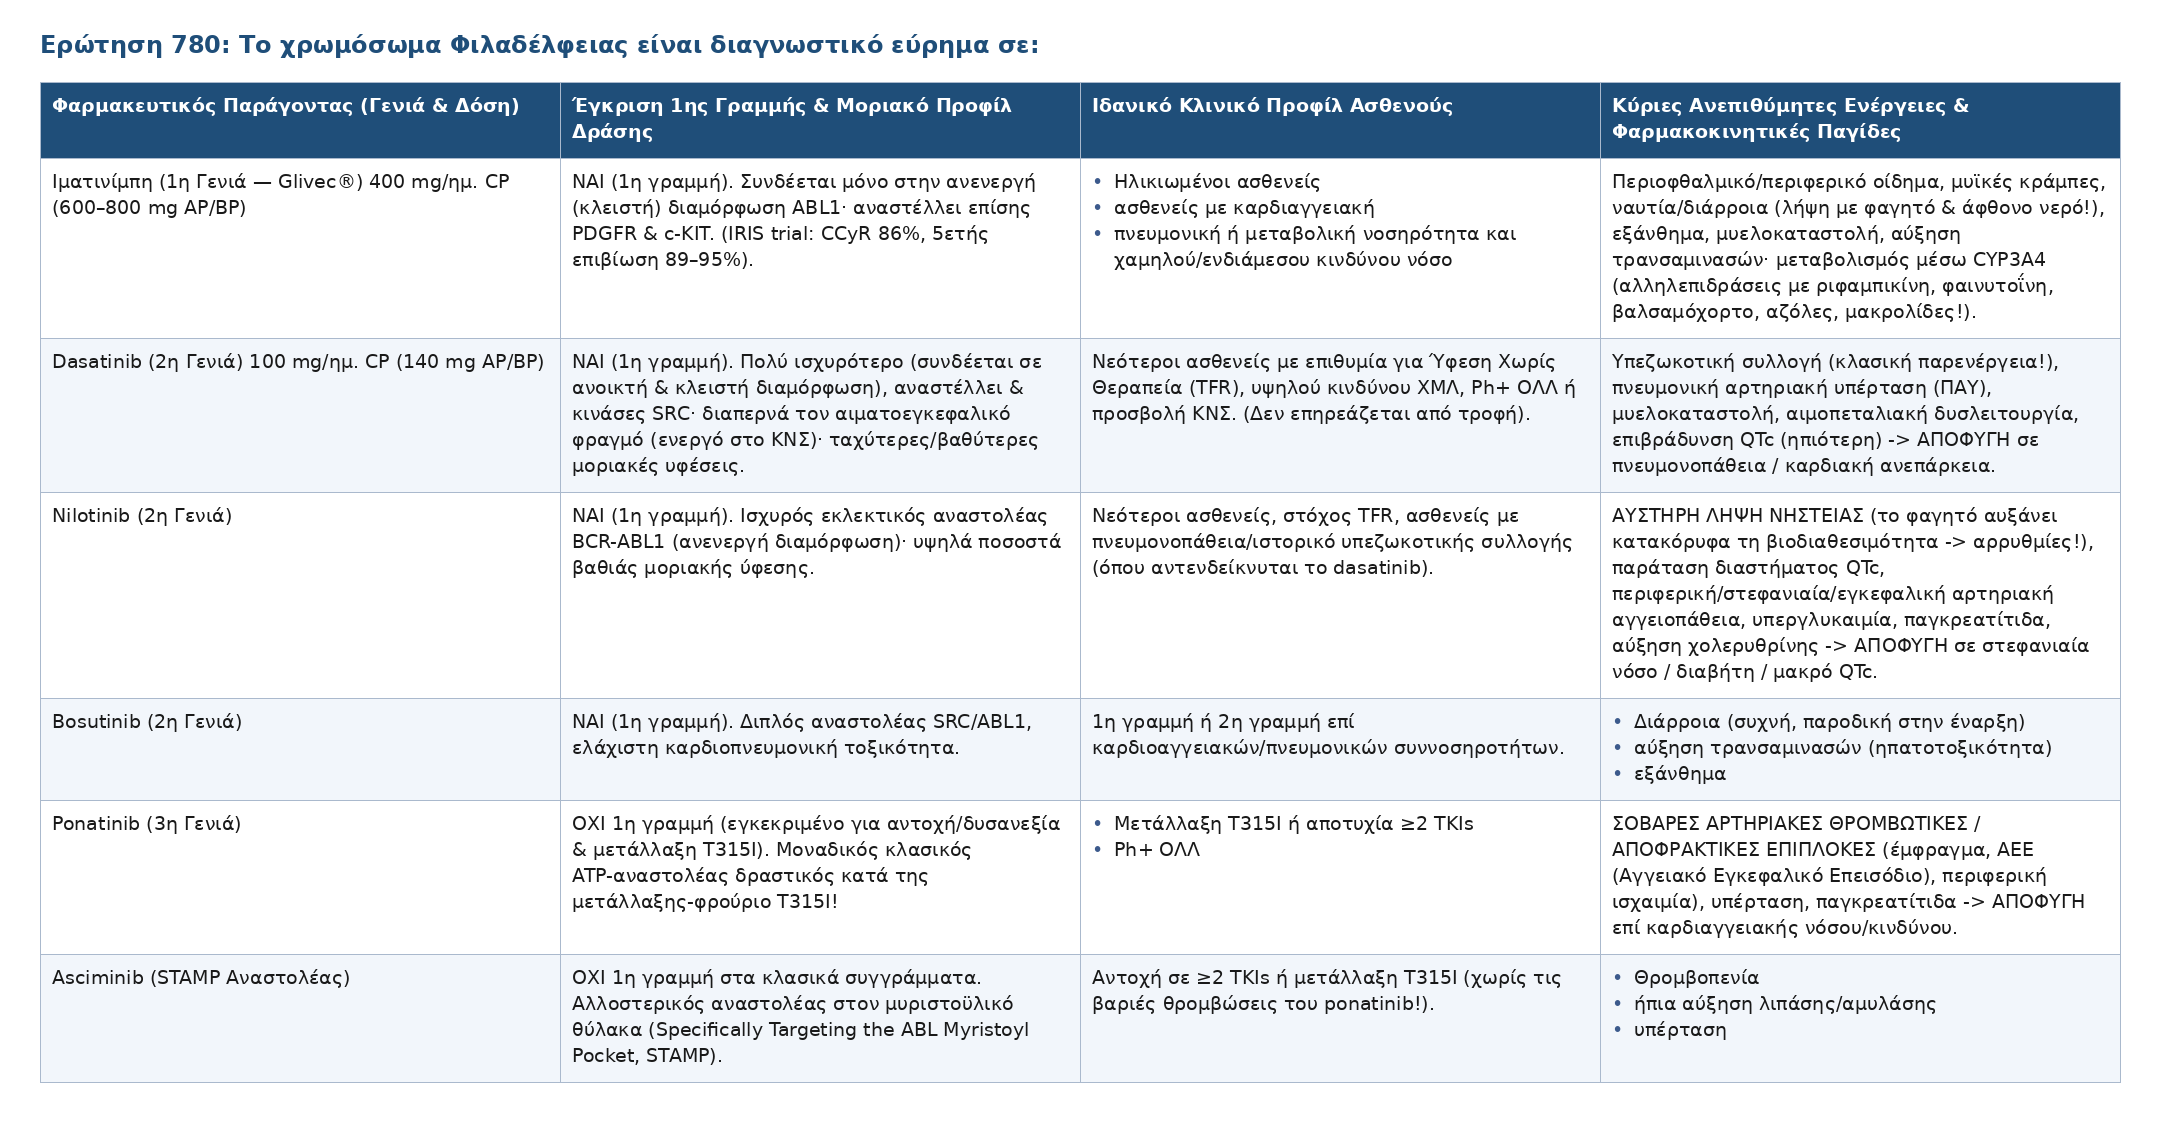 Ερώτηση 780: Το χρωμόσωμα Φιλαδέλφειας είναι διαγνωστικό εύρημα σε:
Φαρμακευτικός Παράγοντας (Γενιά & Δόση)
Έγκριση 1ης Γραμμής & Μοριακό Προφίλ
Δράσης
Ιδανικό Κλινικό Προφίλ Ασθενούς
Κύριες Ανεπιθύμητες Ενέργειες &
Φαρμακοκινητικές Παγίδες
Ιματινίμπη (1η Γενιά — Glivec®) 400 mg/ημ. CP
(600–800 mg AP/BP)
ΝΑΙ (1η γραμμή). Συνδέεται μόνο στην ανενεργή
(κλειστή) διαμόρφωση ABL1· αναστέλλει επίσης
PDGFR & c-KIT. (IRIS trial: CCyR 86%, 5ετής
επιβίωση 89–95%).
• Ηλικιωμένοι ασθενείς
• ασθενείς με καρδιαγγειακή
• πνευμονική ή μεταβολική νοσηρότητα και
χαμηλού/ενδιάμεσου κινδύνου νόσο
Περιοφθαλμικό/περιφερικό οίδημα, μυϊκές κράμπες,
ναυτία/διάρροια (λήψη με φαγητό & άφθονο νερό!),
εξάνθημα, μυελοκαταστολή, αύξηση
τρανσαμινασών· μεταβολισμός μέσω CYP3A4
(αλληλεπιδράσεις με ριφαμπικίνη, φαινυτοΐνη,
βαλσαμόχορτο, αζόλες, μακρολίδες!).
Dasatinib (2η Γενιά) 100 mg/ημ. CP (140 mg AP/BP)
ΝΑΙ (1η γραμμή). Πολύ ισχυρότερο (συνδέεται σε
ανοικτή & κλειστή διαμόρφωση), αναστέλλει &
κινάσες SRC· διαπερνά τον αιματοεγκεφαλικό
φραγμό (ενεργό στο ΚΝΣ)· ταχύτερες/βαθύτερες
μοριακές υφέσεις.
Νεότεροι ασθενείς με επιθυμία για Ύφεση Χωρίς
Θεραπεία (TFR), υψηλού κινδύνου ΧΜΛ, Ph+ ΟΛΛ ή
προσβολή ΚΝΣ. (Δεν επηρεάζεται από τροφή).
Υπεζωκοτική συλλογή (κλασική παρενέργεια!),
πνευμονική αρτηριακή υπέρταση (ΠΑΥ),
μυελοκαταστολή, αιμοπεταλιακή δυσλειτουργία,
επιβράδυνση QTc (ηπιότερη) -> ΑΠΟΦΥΓΗ σε
πνευμονοπάθεια / καρδιακή ανεπάρκεια.
Nilotinib (2η Γενιά)
ΝΑΙ (1η γραμμή). Ισχυρός εκλεκτικός αναστολέας
BCR-ABL1 (ανενεργή διαμόρφωση)· υψηλά ποσοστά
βαθιάς μοριακής ύφεσης.
Νεότεροι ασθενείς, στόχος TFR, ασθενείς με
πνευμονοπάθεια/ιστορικό υπεζωκοτικής συλλογής
(όπου αντενδείκνυται το dasatinib).
ΑΥΣΤΗΡΗ ΛΗΨΗ ΝΗΣΤΕΙΑΣ (το φαγητό αυξάνει
κατακόρυφα τη βιοδιαθεσιμότητα -> αρρυθμίες!),
παράταση διαστήματος QTc,
περιφερική/στεφανιαία/εγκεφαλική αρτηριακή
αγγειοπάθεια, υπεργλυκαιμία, παγκρεατίτιδα,
αύξηση χολερυθρίνης -> ΑΠΟΦΥΓΗ σε στεφανιαία
νόσο / διαβήτη / μακρό QTc.
Bosutinib (2η Γενιά)
ΝΑΙ (1η γραμμή). Διπλός αναστολέας SRC/ABL1,
ελάχιστη καρδιοπνευμονική τοξικότητα.
1η γραμμή ή 2η γραμμή επί
καρδιοαγγειακών/πνευμονικών συννοσηροτήτων.
• Διάρροια (συχνή, παροδική στην έναρξη)
• αύξηση τρανσαμινασών (ηπατοτοξικότητα)
• εξάνθημα
Ponatinib (3η Γενιά)
ΟΧΙ 1η γραμμή (εγκεκριμένο για αντοχή/δυσανεξία
& μετάλλαξη T315I). Μοναδικός κλασικός
ATP-αναστολέας δραστικός κατά της
μετάλλαξης-φρούριο T315I!
• Μετάλλαξη T315I ή αποτυχία ≥2 TKIs
• Ph+ ΟΛΛ
ΣΟΒΑΡΕΣ ΑΡΤΗΡΙΑΚΕΣ ΘΡΟΜΒΩΤΙΚΕΣ /
ΑΠΟΦΡΑΚΤΙΚΕΣ ΕΠΙΠΛΟΚΕΣ (έμφραγμα, ΑΕΕ
(Αγγειακό Εγκεφαλικό Επεισόδιο), περιφερική
ισχαιμία), υπέρταση, παγκρεατίτιδα -> ΑΠΟΦΥΓΗ
επί καρδιαγγειακής νόσου/κινδύνου.
Asciminib (STAMP Αναστολέας)
ΟΧΙ 1η γραμμή στα κλασικά συγγράμματα.
Αλλοστερικός αναστολέας στον μυριστοϋλικό
θύλακα (Specifically Targeting the ABL Myristoyl
Pocket, STAMP).
Αντοχή σε ≥2 TKIs ή μετάλλαξη T315I (χωρίς τις
βαριές θρομβώσεις του ponatinib!).
• Θρομβοπενία
• ήπια αύξηση λιπάσης/αμυλάσης
• υπέρταση